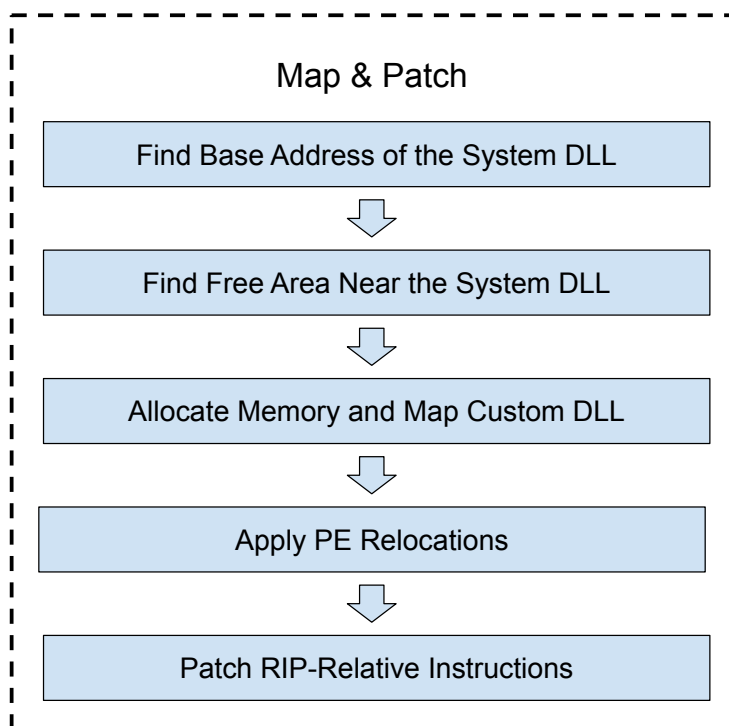 Map & Patch
Find Base Address of the System DLL
Find Free Area Near the System DLL
Allocate Memory and Map Custom DLL
Apply PE Relocations
Patch RIP-Relative Instructions